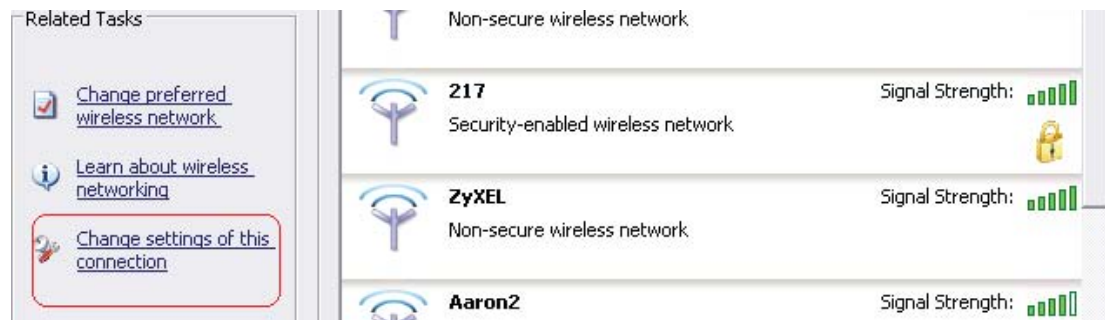 Related Tasks
Change preferred
wireless network
Learn about wireless
networking
Change settings of this
connection
Non-secure wireless network
217
Signal Strength:
Security-enabled wireless network
ZyXEL
Signal Strength:
Non-secure wireless network
Aaron2
Signal Strength: